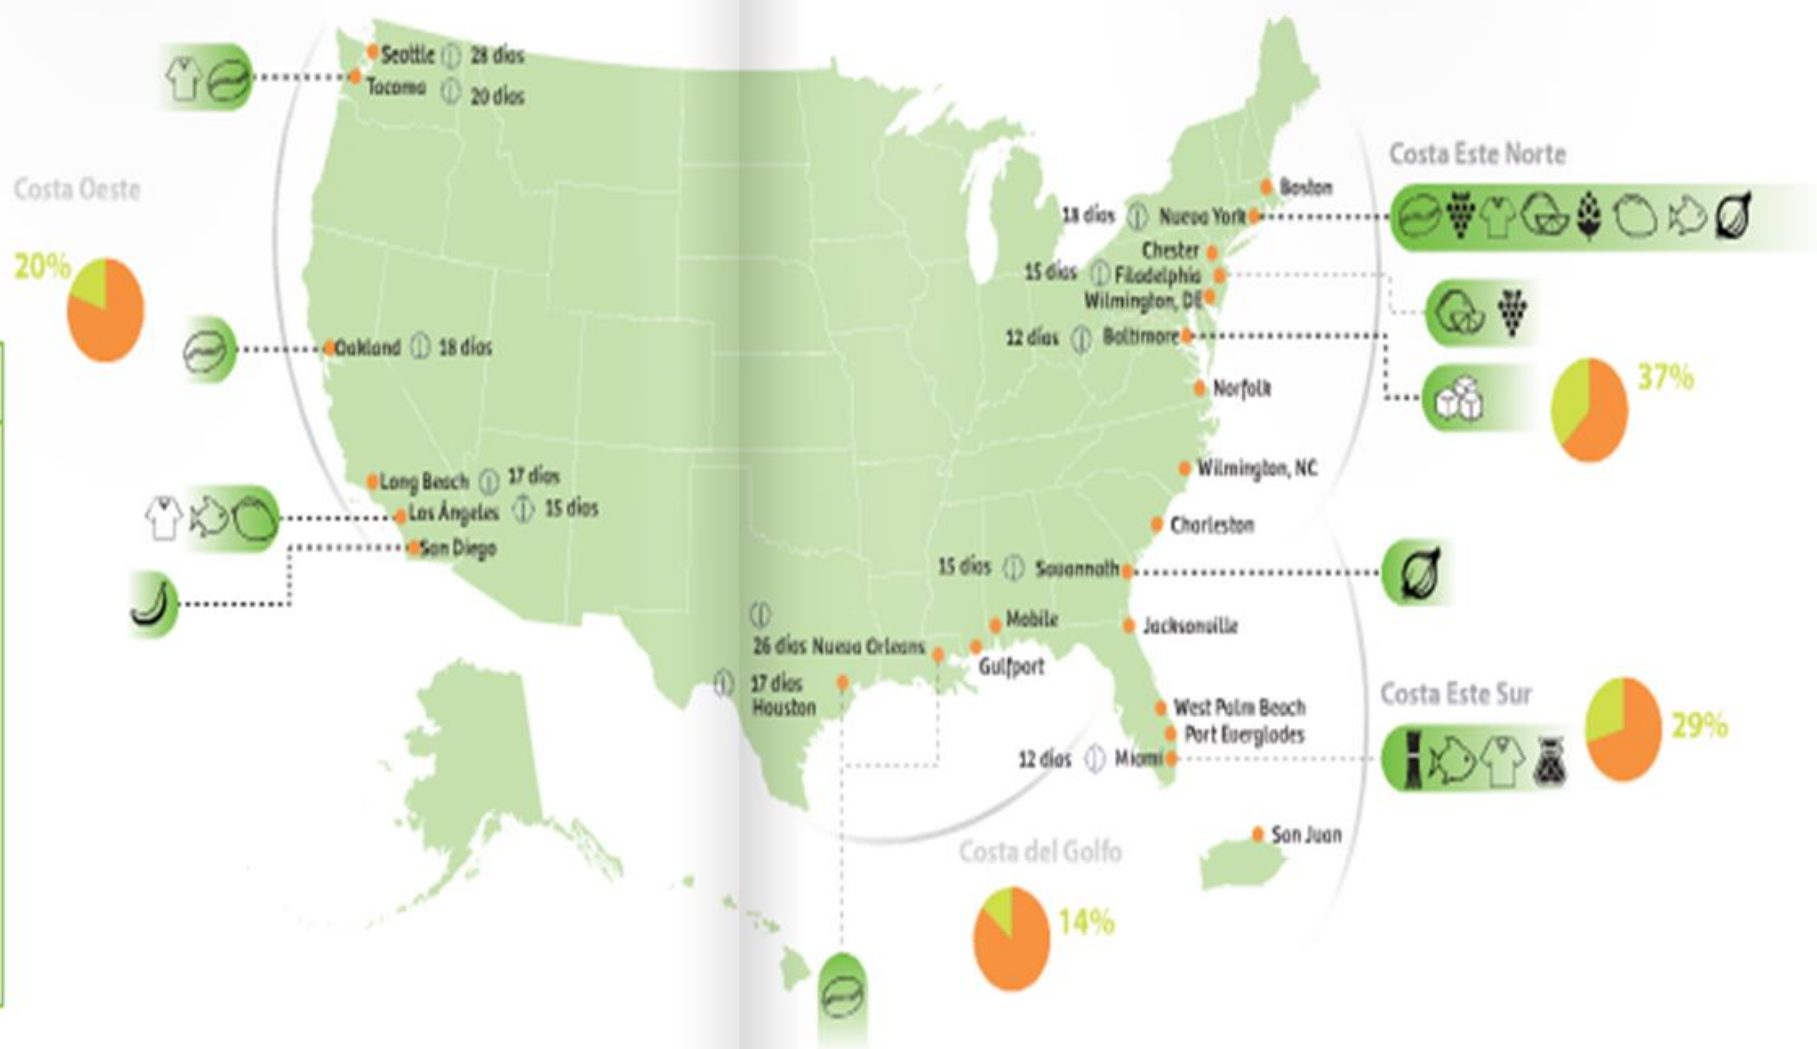 Seattle 28 días
Tacoma 20 días
Costa Oeste
20%
Oakland 18 días
Long Beach 17 días
Los Ángeles 15 días
San Diego
Costa Este Norte
Boston
18 días Nueva York
Chester
15 días Filadelphia
Wilmington, DE
12 días Baltimore
37%
Norfolk
Wilmington, NC
Charleston
15 días Savannath
Mobile
Jacksonville
26 días Nueva Orleans
Gulfport
17 días
Houston
Costa Este Sur
29%
West Palm Beach
Port Everglades
12 días Miami
San Juan
Costa del Golfo
14%